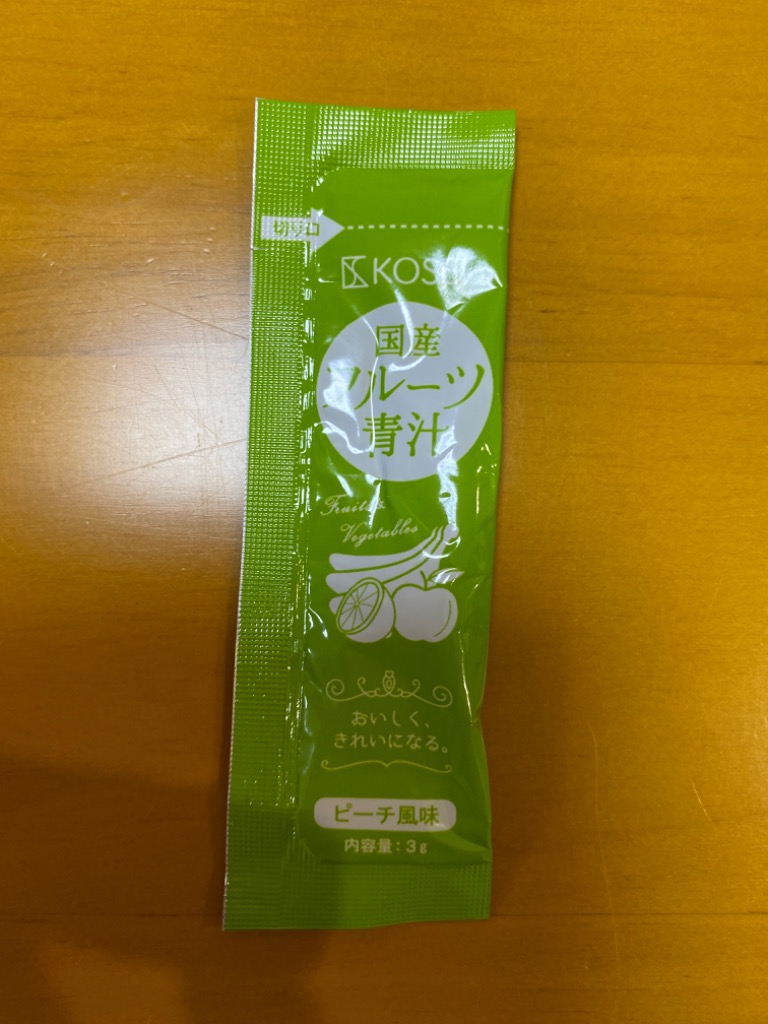 切り口
国産
フルーツ
青汁
Fruits &
Vegetables
おいしく、
きれいになる。
ピーチ風味
内容量：3g